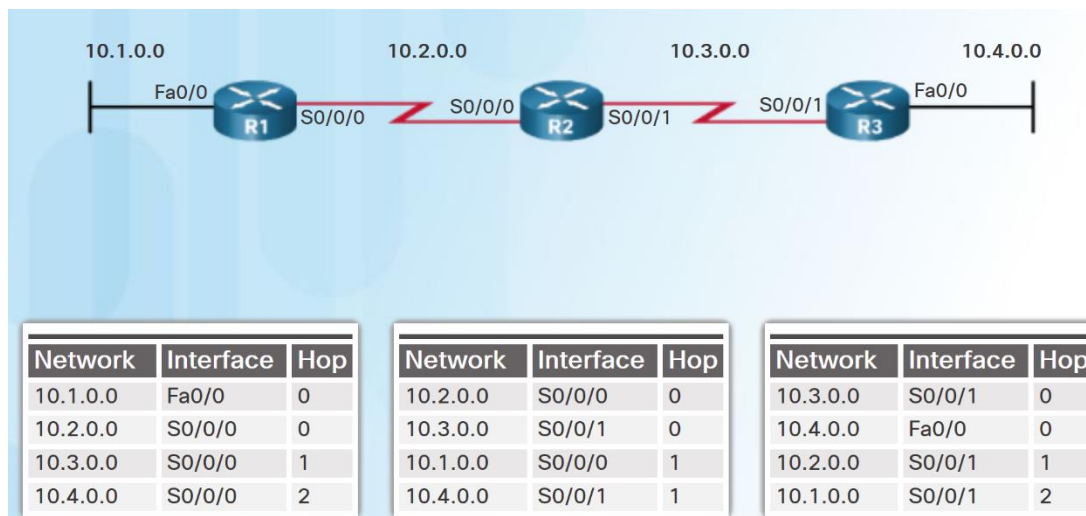 10.1.0.0 10.2.0.0 10.3.0.0 10.4.0.0
Fa0/0 R1 S0/0/0 S0/0/0 R2 S0/0/1 S0/0/1 R3 Fa0/0
Network Interface Hop
10.1.0.0 Fa0/0 0
10.2.0.0 S0/0/0 0
10.3.0.0 S0/0/0 1
10.4.0.0 S0/0/0 2
Network Interface Hop
10.2.0.0 S0/0/0 0
10.3.0.0 S0/0/1 0
10.1.0.0 S0/0/0 1
10.4.0.0 S0/0/1 1
Network Interface Hop
10.3.0.0 S0/0/1 0
10.4.0.0 Fa0/0 0
10.2.0.0 S0/0/1 1
10.1.0.0 S0/0/1 2